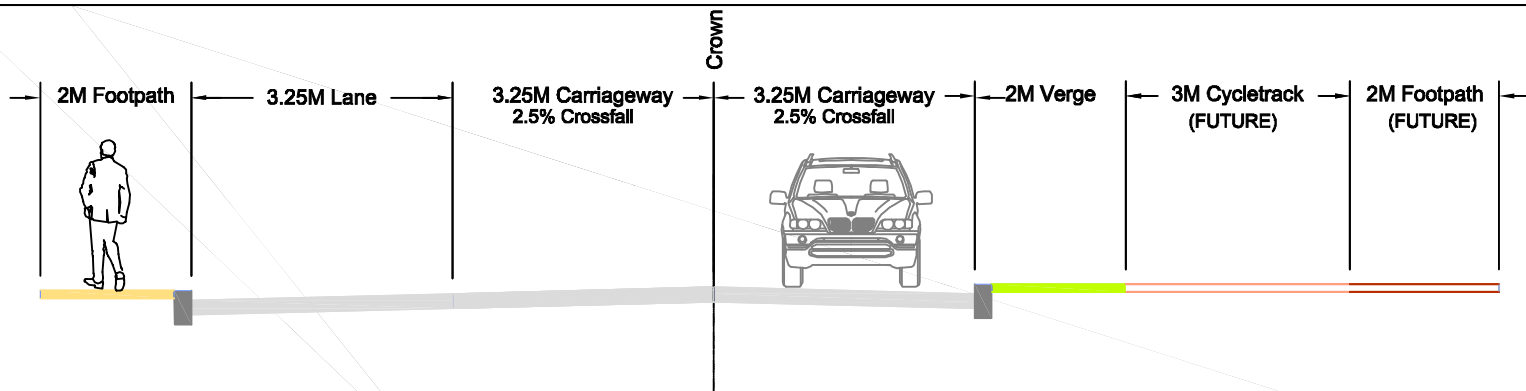 Crown
2M Footpath
3.25M Lane
3.25M Carriageway
2.5% Crossfall
3.25M Carriageway
2.5% Crossfall
2M Verge
3M Cycletrack
(FUTURE)
2M Footpath
(FUTURE)